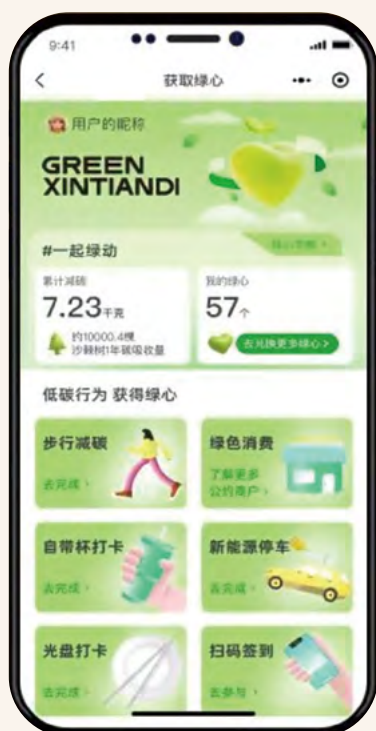 9:41
获取绿心
用户的昵称
GREEN
XINTIANDI
#一起绿动
累计减碳
我的绿心
7.23千克
57个
约10000.4棵
沙棘树1年碳吸收量
去兑换更多绿心 >
低碳行为 获得绿心
步行减碳
去完成 >
绿色消费
了解更多
公约商户 >
自带杯打卡
去完成 >
新能源停车
去完成 >
光盘打卡
去完成 >
扫码签到
去参与 >